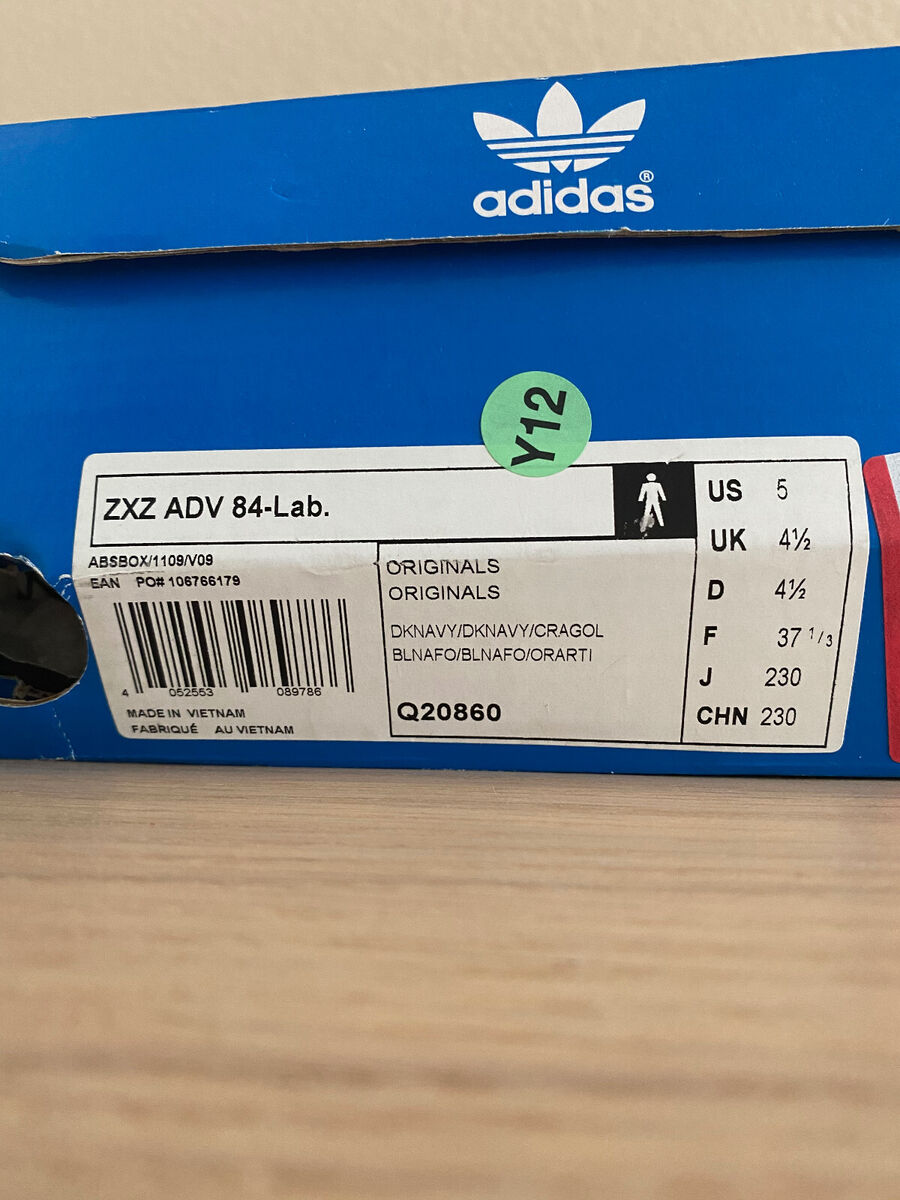 adidas®
Y12
ZXZ ADV 84-Lab.
ABSBOX/1109/V09
EAN PO# 106766179
4 052553 089786
MADE IN VIETNAM
FABRIQUÉ AU VIETNAM
ORIGINALS
ORIGINALS
DKNAVY/DKNAVY/CRAGOL
BLNAFO/BLNAFO/ORARTI
Q20860
US 5
UK 4½
D 4½
F 37 1/3
J 230
CHN 230